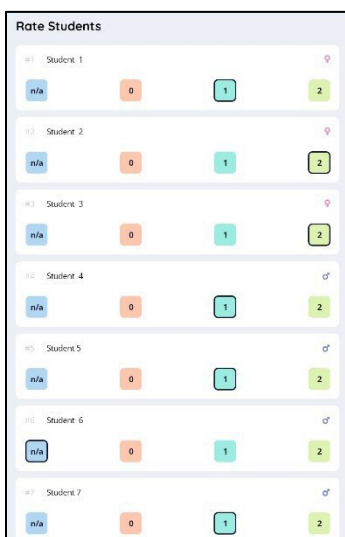 Rate Students
#1 Student 1
n/a 0 1 2
#2 Student 2
n/a 0 1 2
#3 Student 3
n/a 0 1 2
#4 Student 4
n/a 0 1 2
#5 Student 5
n/a 0 1 2
#6 Student 6
n/a 0 1 2
#7 Student 7
n/a 0 1 2